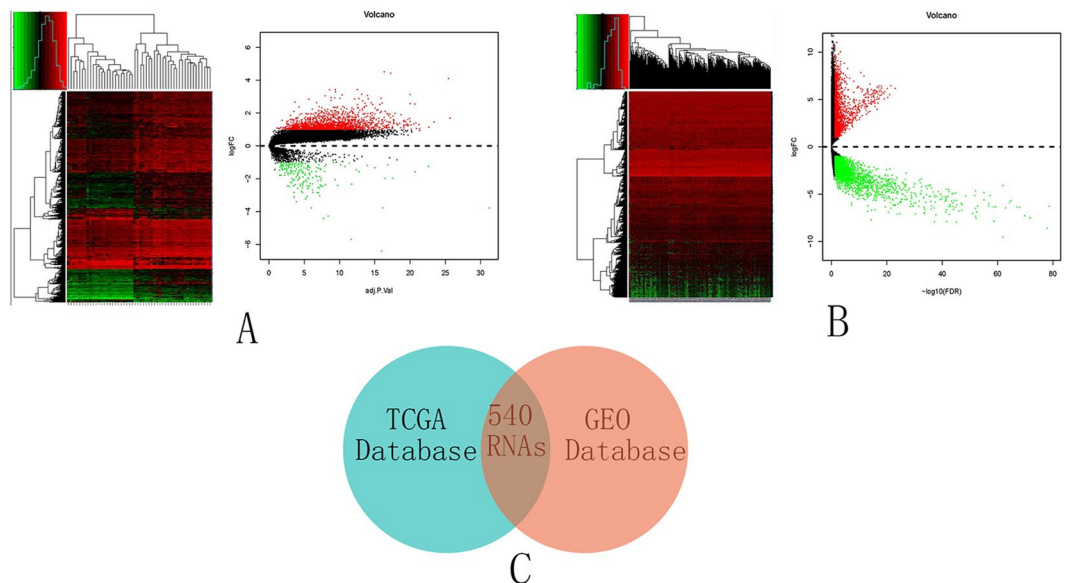 Volcano
logFC
6
4
2
0
-2
-4
-6
0 5 10 15 20 25 30
adj.P.Val
A
Volcano
logFC
10
5
0
-5
-10
0 20 40 60 80
-log10(FDR)
B
TCGA
Database
540
RNAs
GEO
Database
C